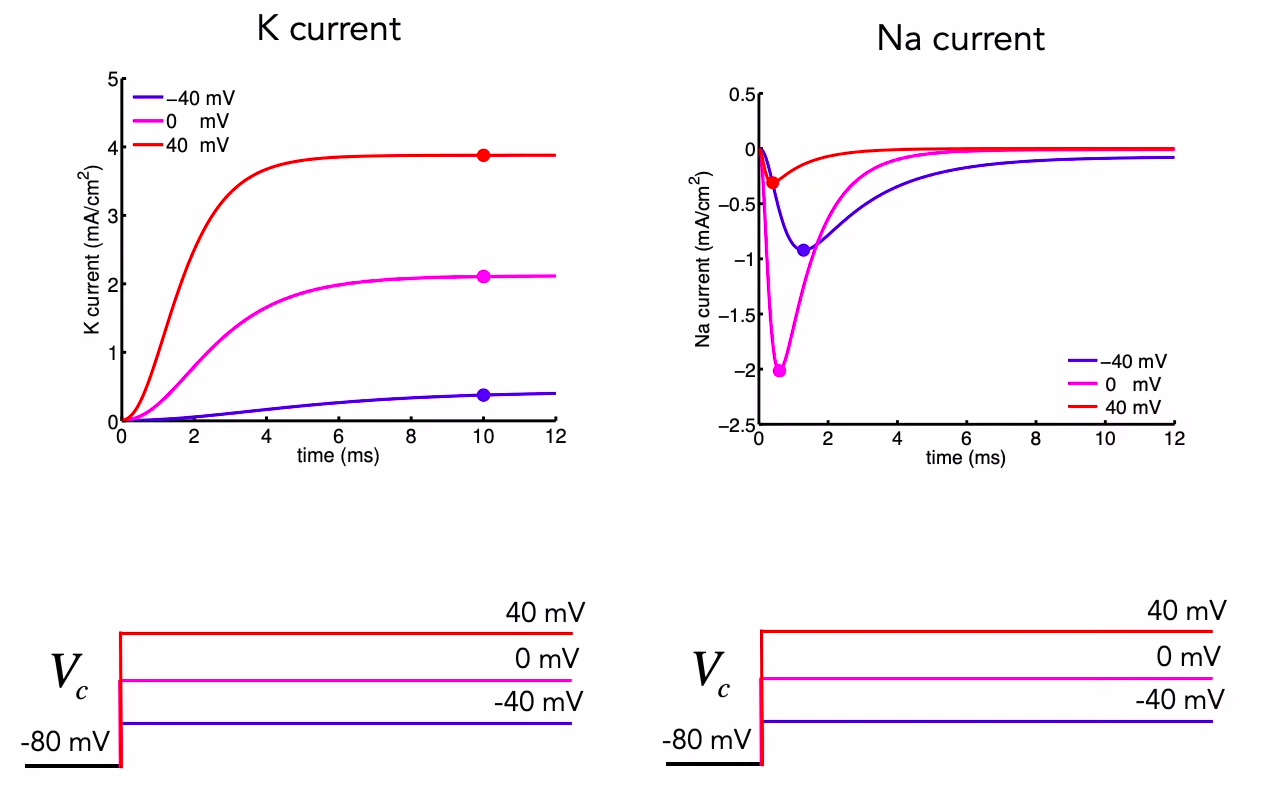 K current
Na current
5
4
3
2
1
0
K current (mA/cm2)
−40 mV
0 mV
40 mV
0 2 4 6 8 10 12
time (ms)
0.5
0
−0.5
−1
−1.5
−2
−2.5
Na current (mA/cm2)
−40 mV
0 mV
40 mV
0 2 4 6 8 10 12
time (ms)
40 mV
0 mV
-40 mV
Vc
-80 mV
40 mV
0 mV
-40 mV
Vc
-80 mV